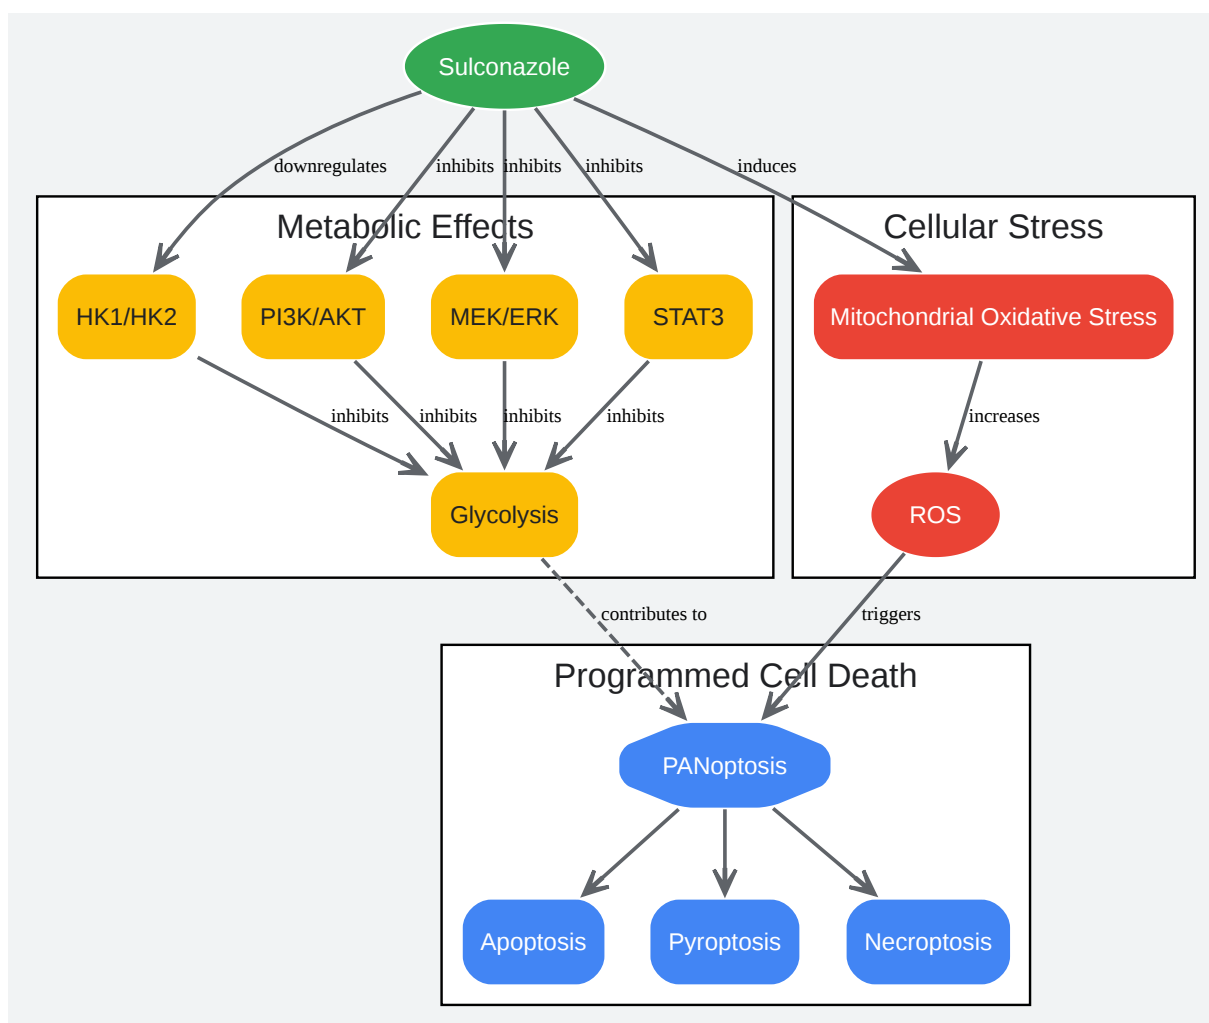 Sulconazole
downregulates
inhibits
inhibits
inhibits
induces
Metabolic Effects
Cellular Stress
HK1/HK2
PI3K/AKT
MEK/ERK
STAT3
Mitochondrial Oxidative Stress
inhibits
inhibits
inhibits
inhibits
increases
Glycolysis
ROS
contributes to
triggers
Programmed Cell Death
PANoptosis
Apoptosis
Pyroptosis
Necroptosis